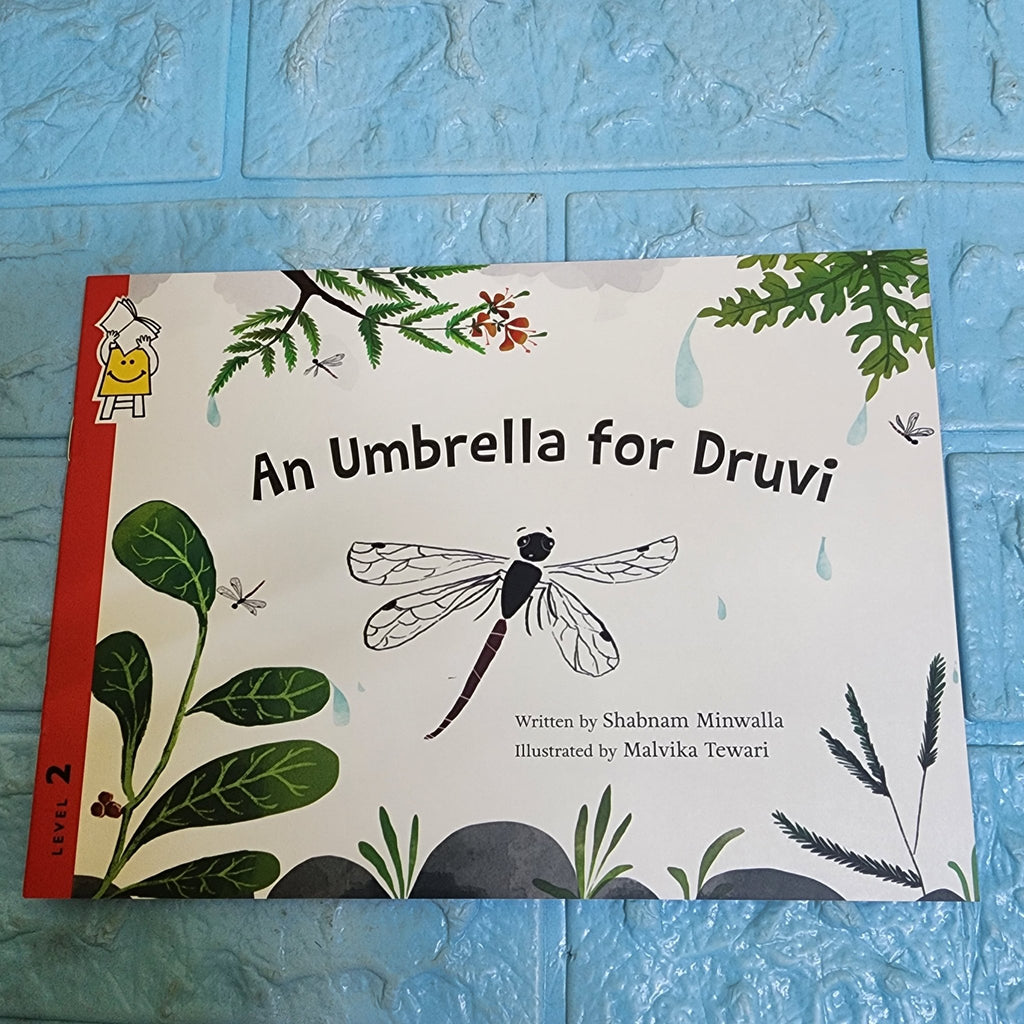 An Umbrella for Druvi
Written by Shabnam Minwalla
Illustrated by Malvika Tewari
LEVEL 2